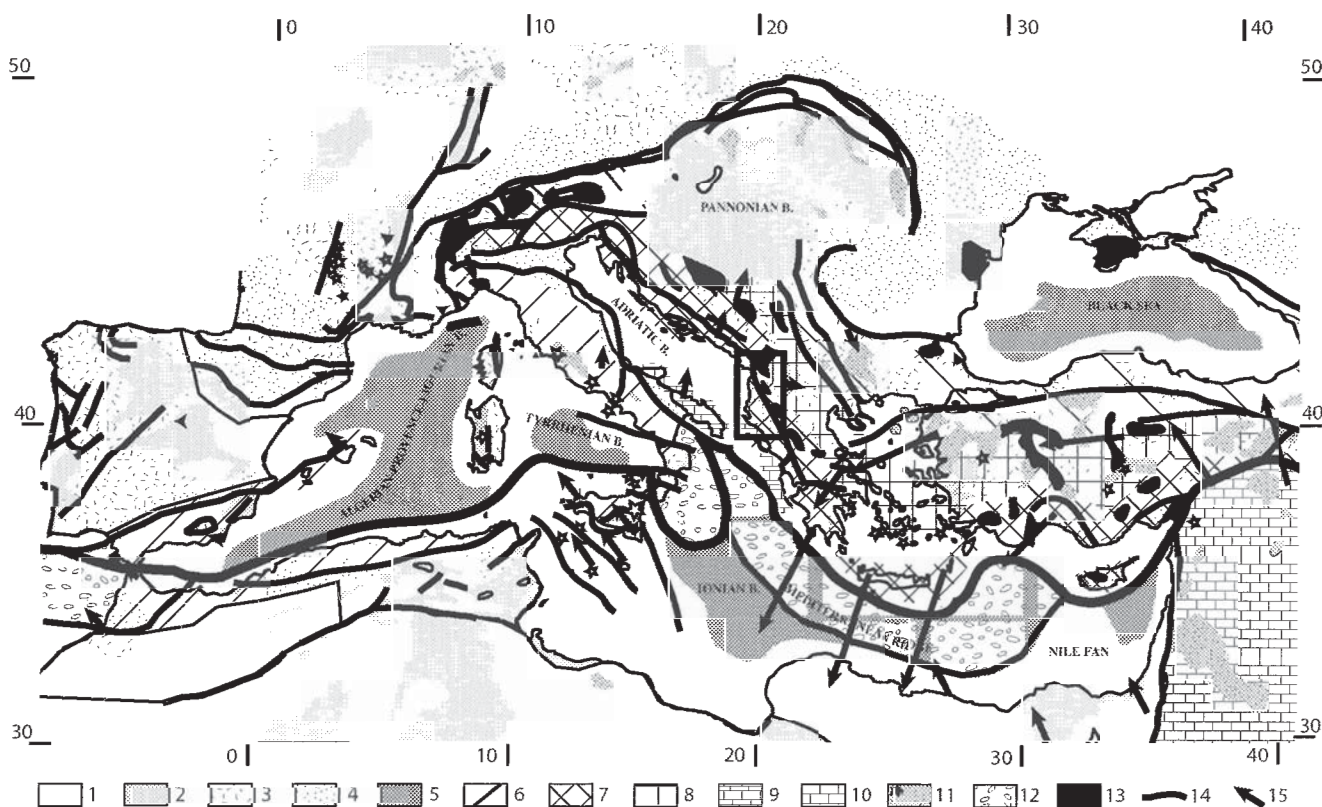 0 10 20 30 40
50 50
PANNONIAN B.
BLACK SEA
ADRIATIC B.
40 40
TYRRHENIAN B.
IONIAN B.
NILE FAN
30 30
0 10 20 30 40
1 2 3 4 5 6 7 8 9 10 11 12 13 14 15